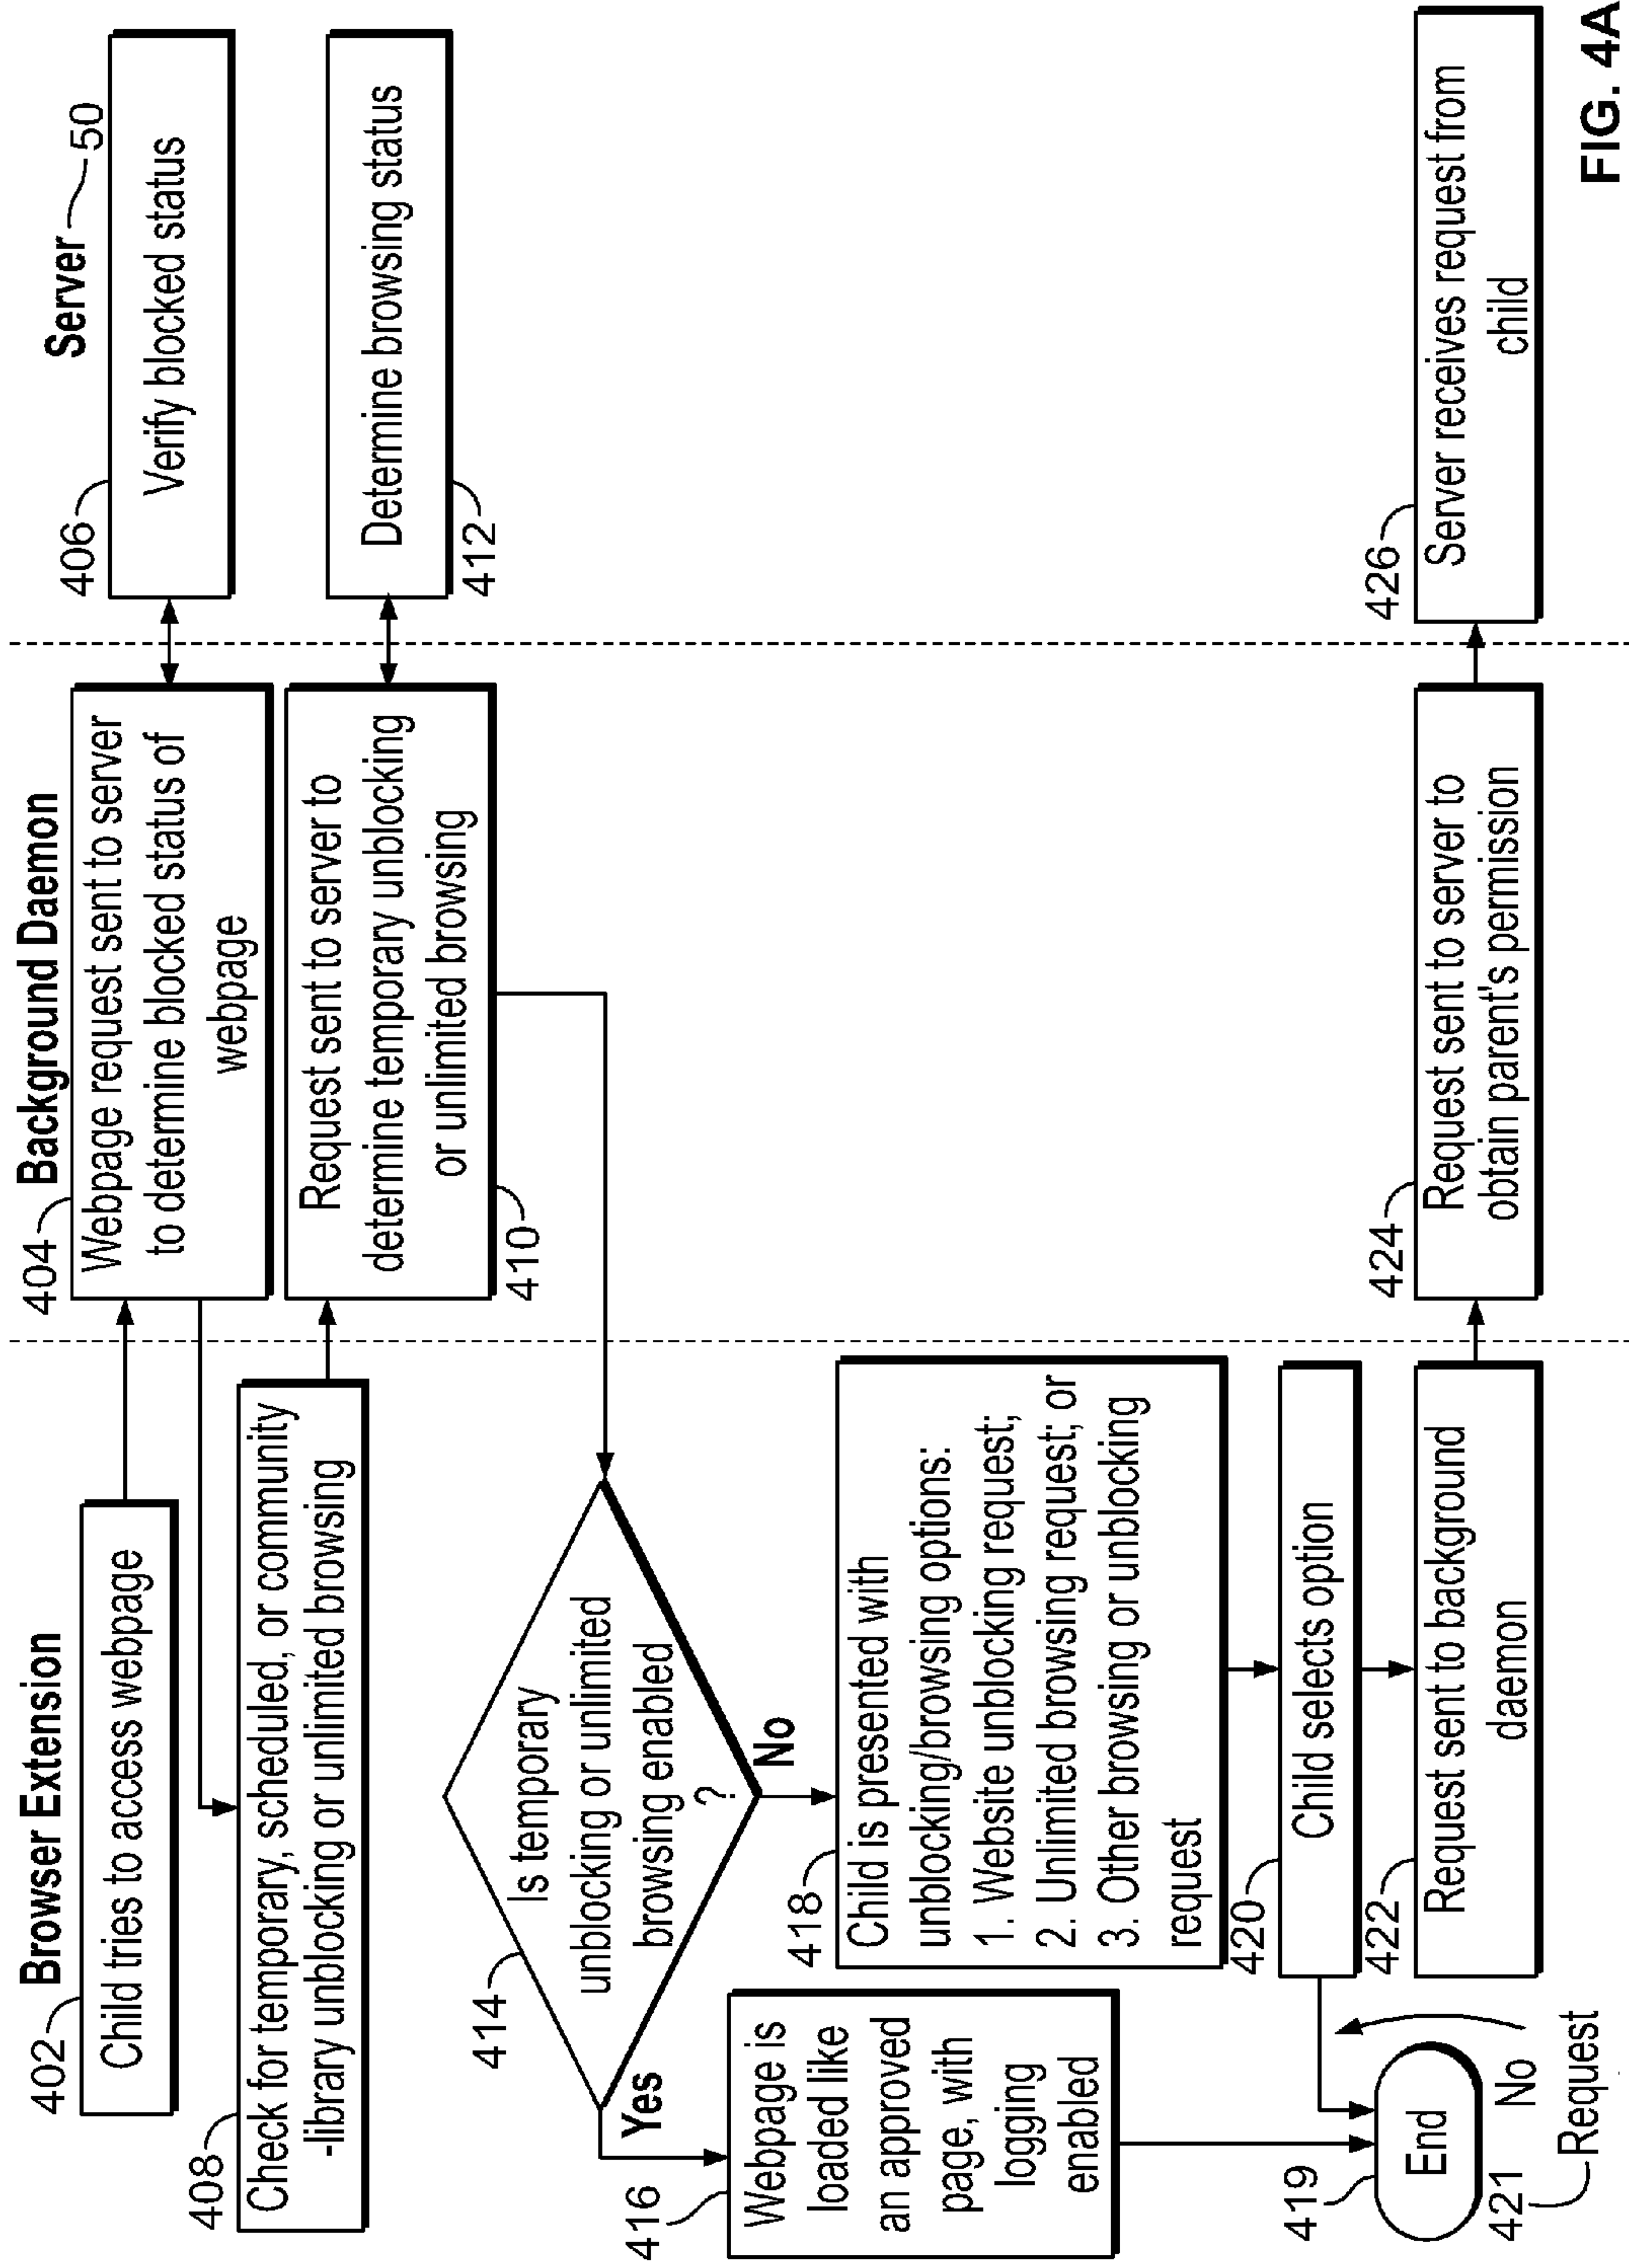 Browser Extension
402
Child tries to access webpage
404
Background Daemon
Webpage request sent to server
to determine blocked status of
webpage
Server
50
406
Verify blocked status
408
Check for temporary, scheduled, or community
-library unblocking or unlimited browsing
Request sent to server to
determine temporary unblocking
or unlimited browsing
410
Determine browsing status
412
414
Is temporary
unblocking or unlimited
browsing enabled
?
Yes
No
416
Webpage is
loaded like
an approved
page, with
logging
enabled
418
Child is presented with
unblocking/browsing options:
1. Website unblocking request;
2. Unlimited browsing request; or
3. Other browsing or unblocking
request
420
Child selects option
419
End
421
No
Request
422
Request sent to background
daemon
424
Request sent to server to
obtain parent's permission
426
Server receives request from
child
FIG. 4A